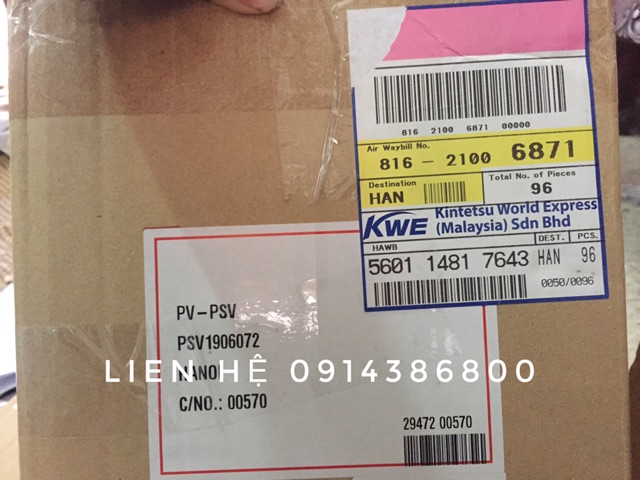 816 2100 6871 00000
Air Waybill No.
816 - 2100 6871
Destination
HAN
Total No. of Pieces
96
KWE Kintetsu World Express
(Malaysia) Sdn Bhd
HAWB
DEST. PCS.
5601 1481 7643 HAN 96
0050/0096
PV-PSV
PSV1906072
LIEN HỆ 0914386800
HANOI
C/NO.: 00570
29472 00570